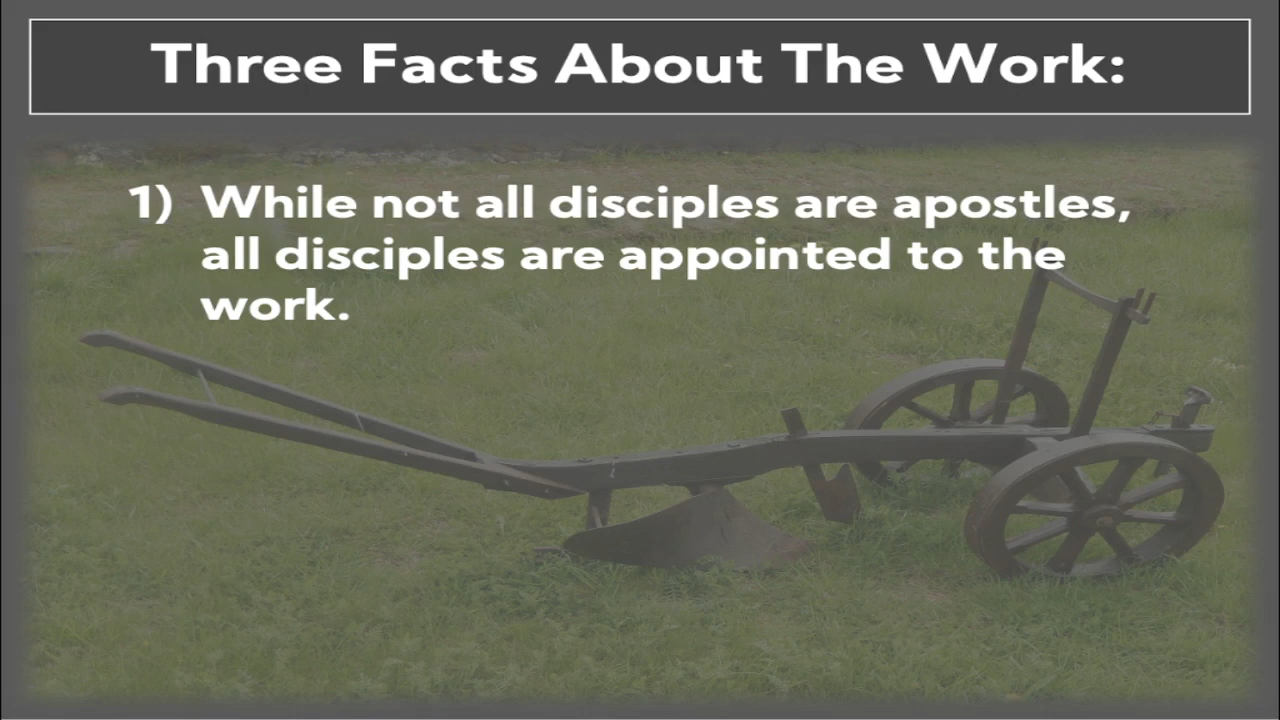 Three Facts About The Work:
1) While not all disciples are apostles,
all disciples are appointed to the
work.